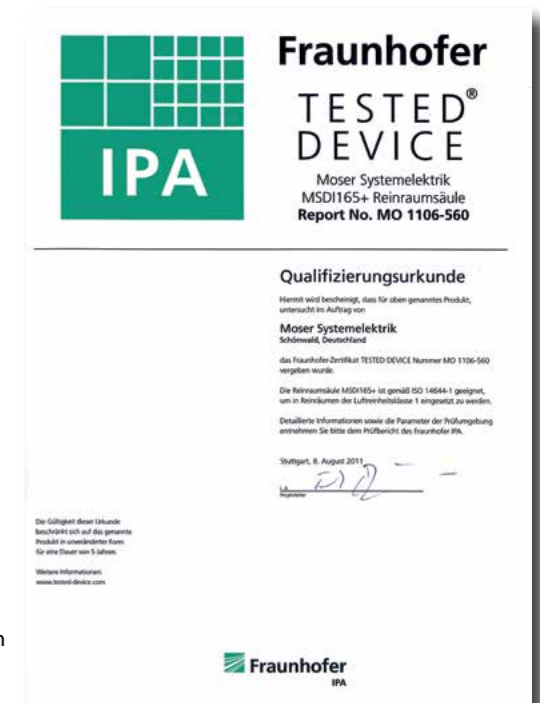 IPA
Fraunhofer
TESTED®
DEVICE
Moser Systemelektrik
MSDI165+ Reinraumsäule
Report No. MO 1106-560
Qualifizierungsurkunde
Hiermit wird bescheinigt, dass für oben genanntes Produkt,
untersucht im Auftrag von
Moser Systemelektrik
Schönwald, Deutschland
das Fraunhofer-Zertifikat TESTED DEVICE Nummer MO 1106-560
vergeben wurde.
Die Reinraumsäule MSDI165+ ist gemäß ISO 14644-1 geeignet,
um in Reinräumen der Luftreinheitsklasse 1 eingesetzt zu werden.
Detaillierte Informationen sowie die Parameter der Prüfumgebung
entnehmen Sie bitte dem Prüfbericht des Fraunhofer IPA.
Stuttgart, 8. August 2011
i.A.
Projektleiter
Die Gültigkeit dieser Urkunde
beschränkt sich auf das genannte
Produkt in unveränderter Form
für eine Dauer von 5 Jahren.
Weitere Informationen:
www.tested-device.com
Fraunhofer
IPA